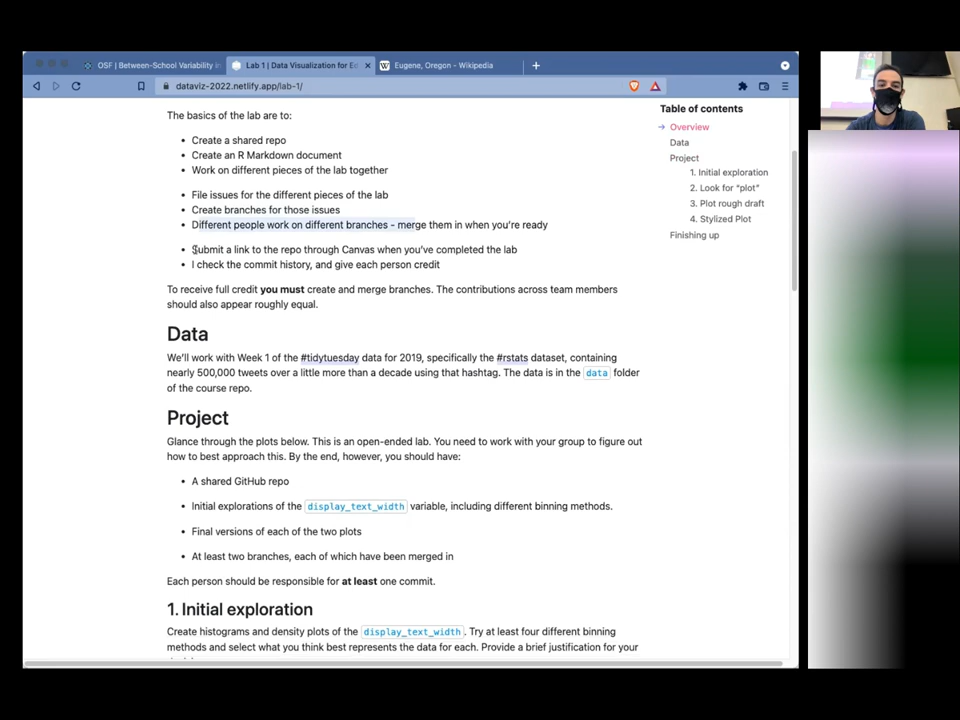 OSF | Between-School Variability in
Lab 1 | Data Visualization for Ed
Eugene, Oregon - Wikipedia
dataviz-2022.netlify.app/lab-1/
The basics of the lab are to:
• Create a shared repo
• Create an R Markdown document
• Work on different pieces of the lab together
• File issues for the different pieces of the lab
• Create branches for those issues
• Different people work on different branches - merge them in when you're ready
• Submit a link to the repo through Canvas when you've completed the lab
• I check the commit history, and give each person credit
To receive full credit you must create and merge branches. The contributions across team members
should also appear roughly equal.
Data
We'll work with Week 1 of the #tidytuesday data for 2019, specifically the #rstats dataset, containing
nearly 500,000 tweets over a little more than a decade using that hashtag. The data is in the data folder
of the course repo.
Project
Glance through the plots below. This is an open-ended lab. You need to work with your group to figure out
how to best approach this. By the end, however, you should have:
• A shared GitHub repo
• Initial explorations of the display_text_width variable, including different binning methods.
• Final versions of each of the two plots
• At least two branches, each of which have been merged in
Each person should be responsible for at least one commit.
1. Initial exploration
Create histograms and density plots of the display_text_width. Try at least four different binning
methods and select what you think best represents the data for each. Provide a brief justification for your
Table of contents
→ Overview
Data
Project
1. Initial exploration
2. Look for "plot"
3. Plot rough draft
4. Stylized Plot
Finishing up